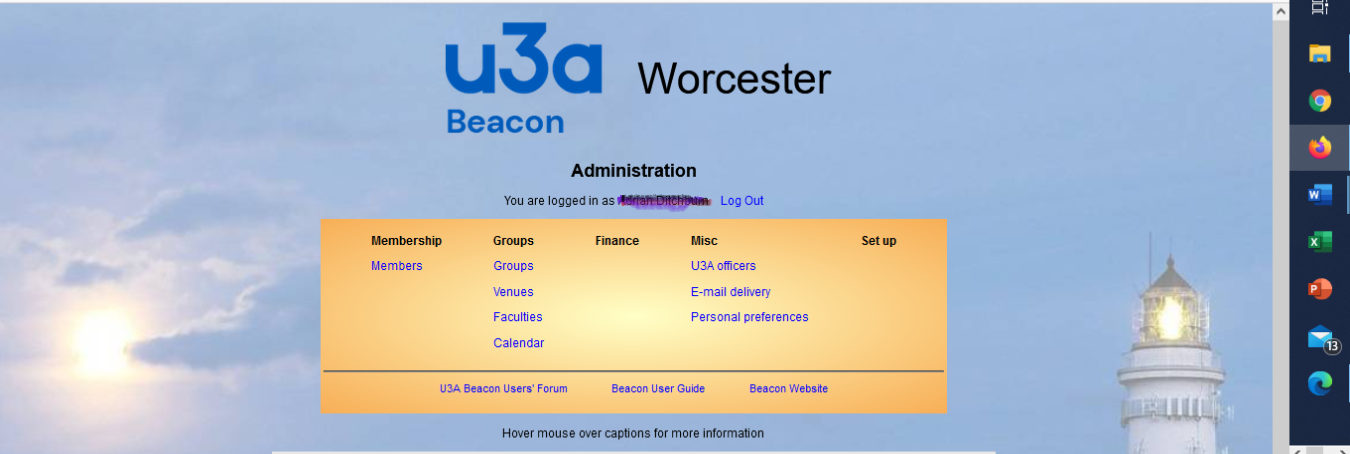 u3a Worcester
Beacon
Administration
You are logged in as Log Out
Membership Groups Finance Misc Set up
Members Groups U3A officers
Venues E-mail delivery
Faculties Personal preferences
Calendar
U3A Beacon Users' Forum Beacon User Guide Beacon Website
Hover mouse over captions for more information
W
X
P
13